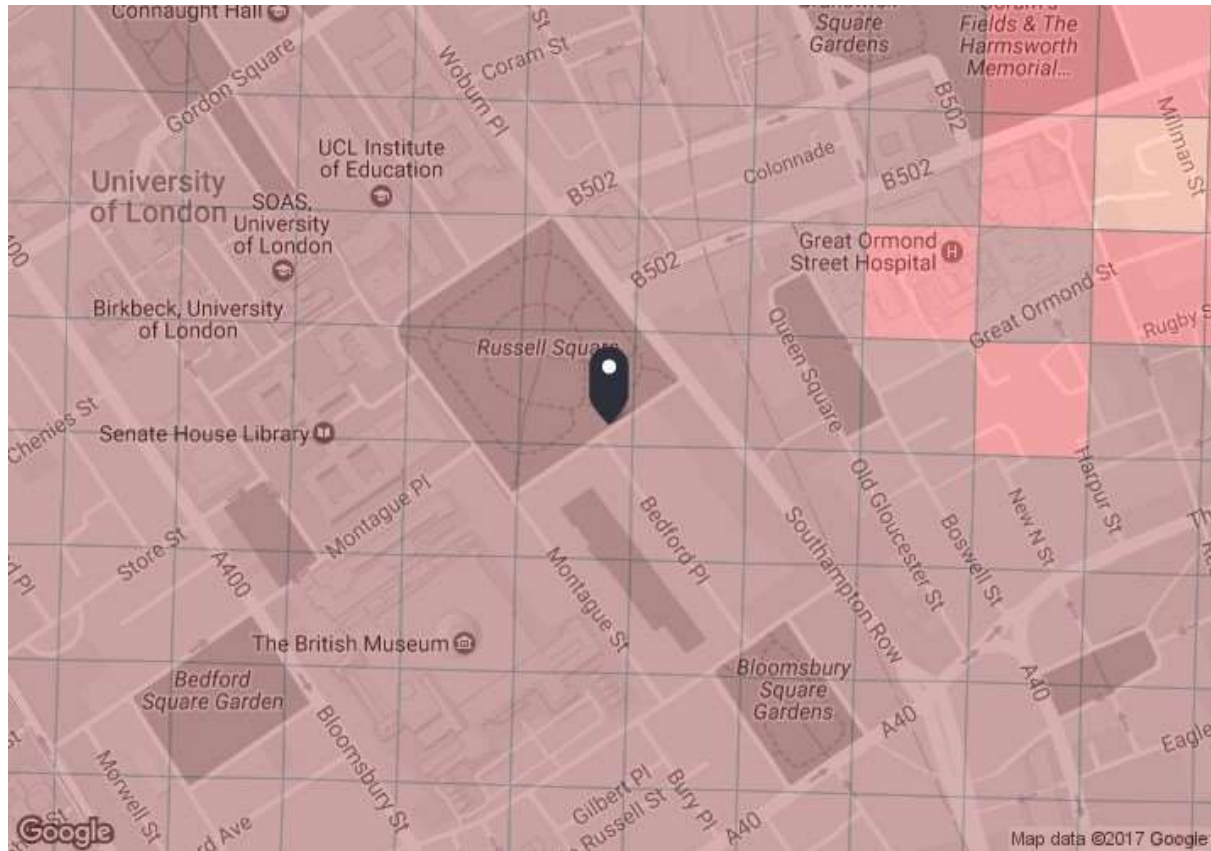 Connaught Hall
Square
Gardens
Fields & The
Harmsworth
Memorial...
Gordon Square
Woburn Pl
St
Coram St
B502
Millman St
UCL Institute
of Education
University
of London
SOAS,
University
of London
B502
Colonnade
B502
B502
Great Ormond
Street Hospital
Great Ormond St
Birkbeck, University
of London
Russell Square
Queen Square
Rugby S
Chenies St
Senate House Library
Montague Pl
Store St
A400
Bedford Pl
Southampton Row
Old Gloucester St
Boswell St
New N St
Harpur St
Montague St
The British Museum
Bedford
Square Garden
Bloomsbury
Square
Gardens
A40
A40
Eagle
Morwell St
Bloomsbury St
Gilbert Pl
Bury Pl
Russell St
A40
rd Ave
Google
Map data ©2017 Google